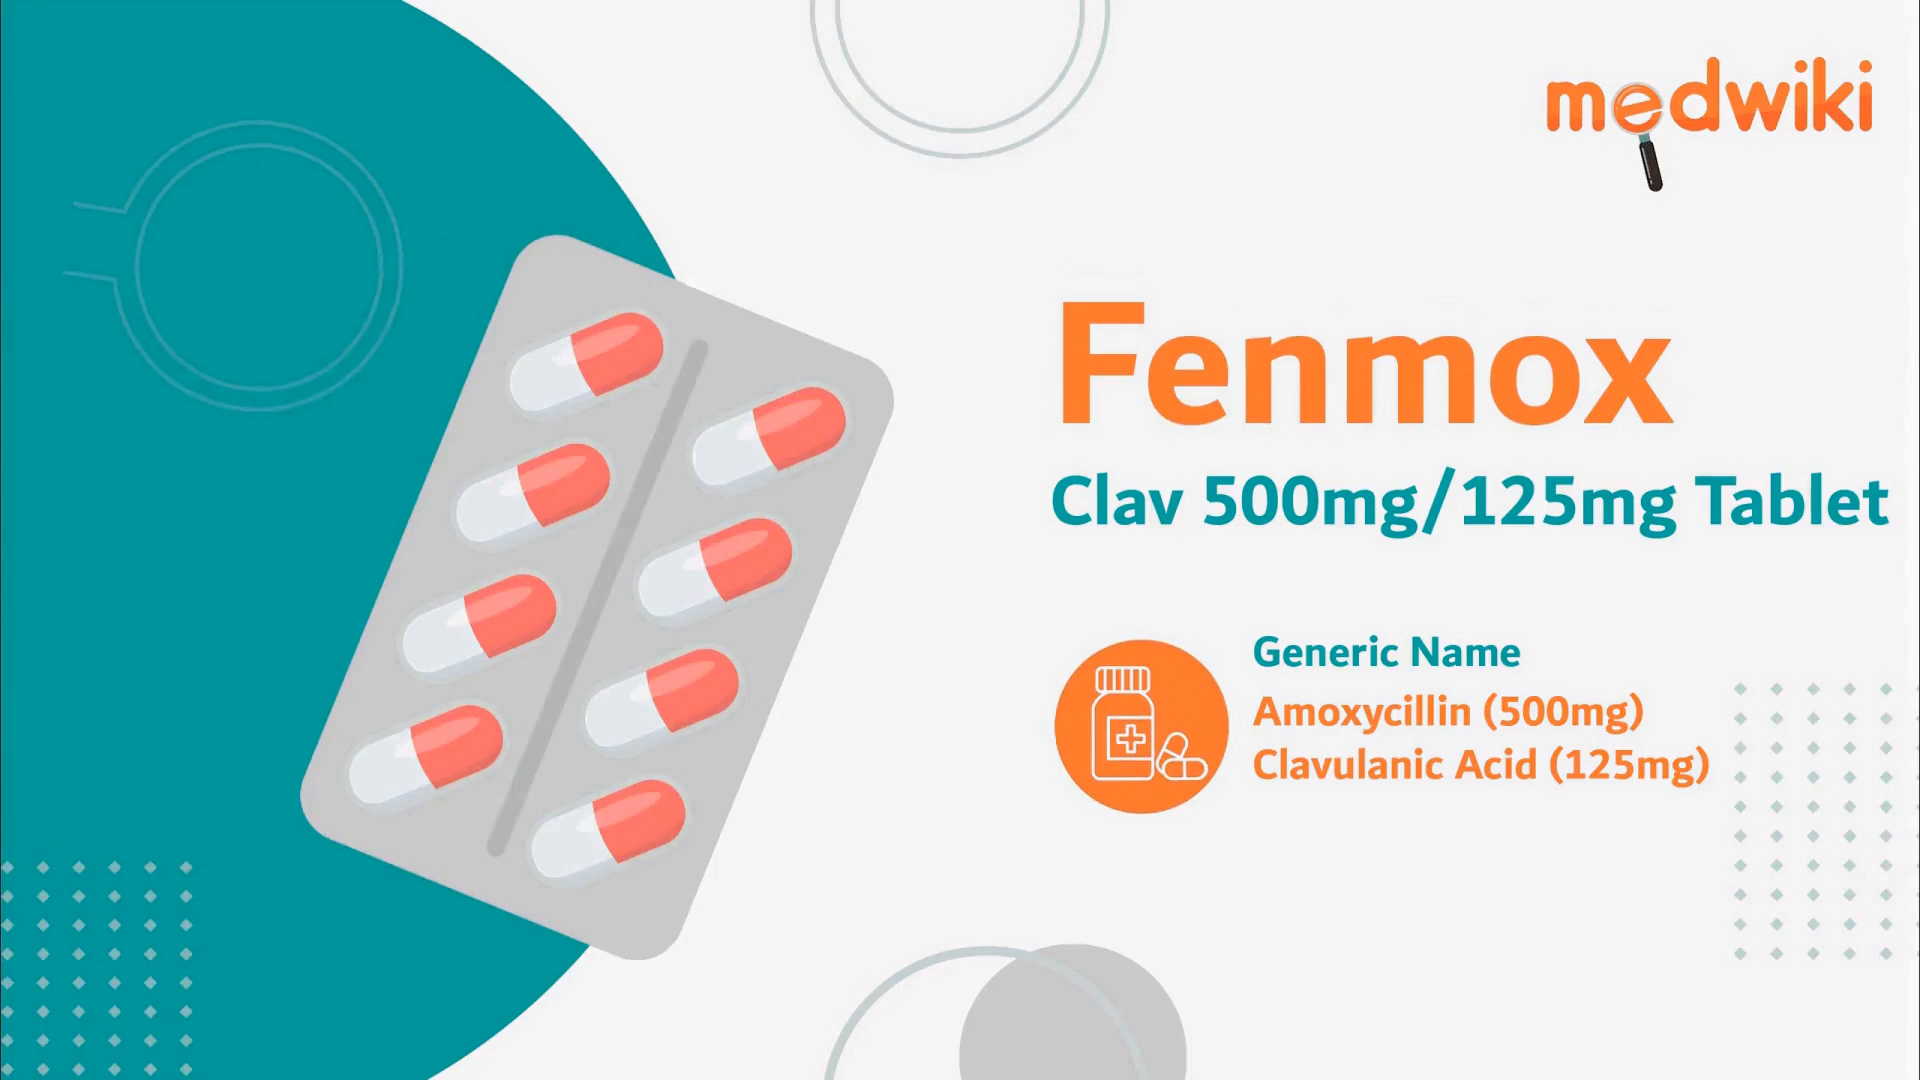 medwiki
Fenmox
Clav 500mg/125mg Tablet
Generic Name
Amoxycillin (500mg)
Clavulanic Acid (125mg)